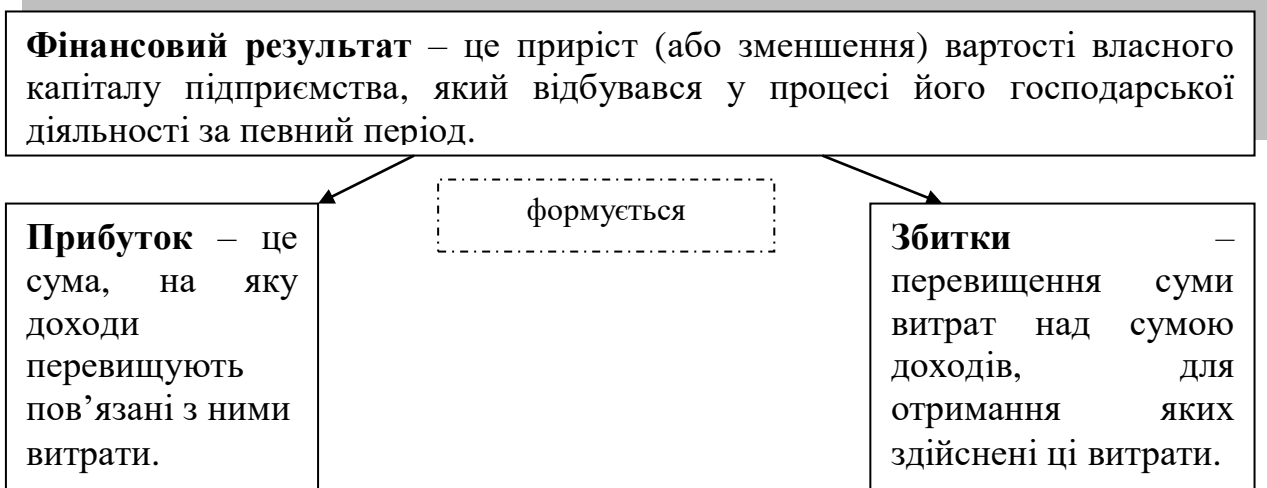 Фінансовий результат – це приріст (або зменшення) вартості власного
капіталу підприємства, який відбувався у процесі його господарської
діяльності за певний період.
формується
Прибуток – це
сума, на яку
доходи
перевищують
пов’язані з ними
витрати.
Збитки –
перевищення суми
витрат над сумою
доходів, для
отримання яких
здійснені ці витрати.